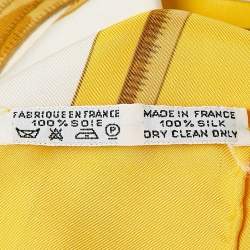 FABRIQUE EN FRANCE
100% SOIE
P
MADE IN FRANCE
100% SILK
DRY CLEAN ONLY